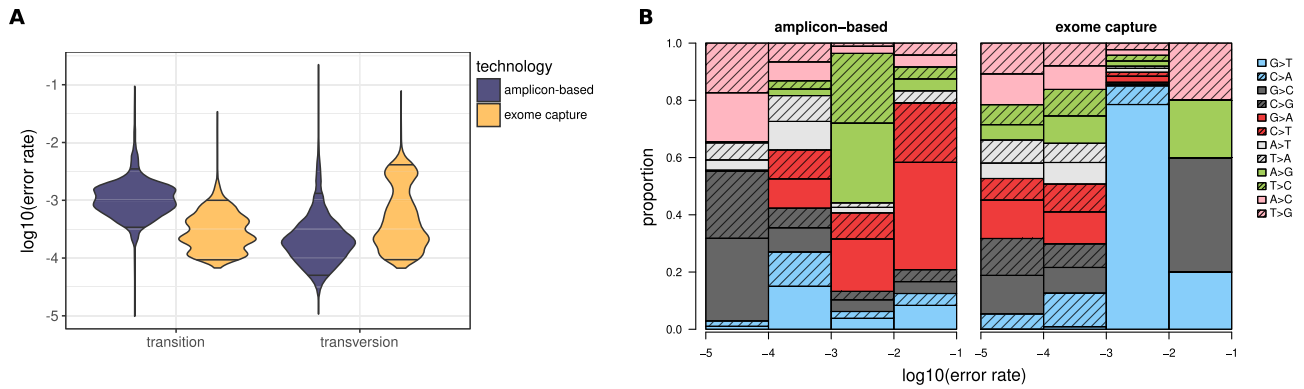 A
log10(error rate)
-1
-2
-3
-4
-5
transition
transversion
technology
amplicon-based
exome capture
B
amplicon−based
exome capture
proportion
1.0
0.8
0.6
0.4
0.2
0.0
−5
−4
−3
−2
−1
−5
−4
−3
−2
−1
log10(error rate)
G>T
C>A
G>C
C>G
G>A
C>T
A>T
T>A
A>G
T>C
A>C
T>G